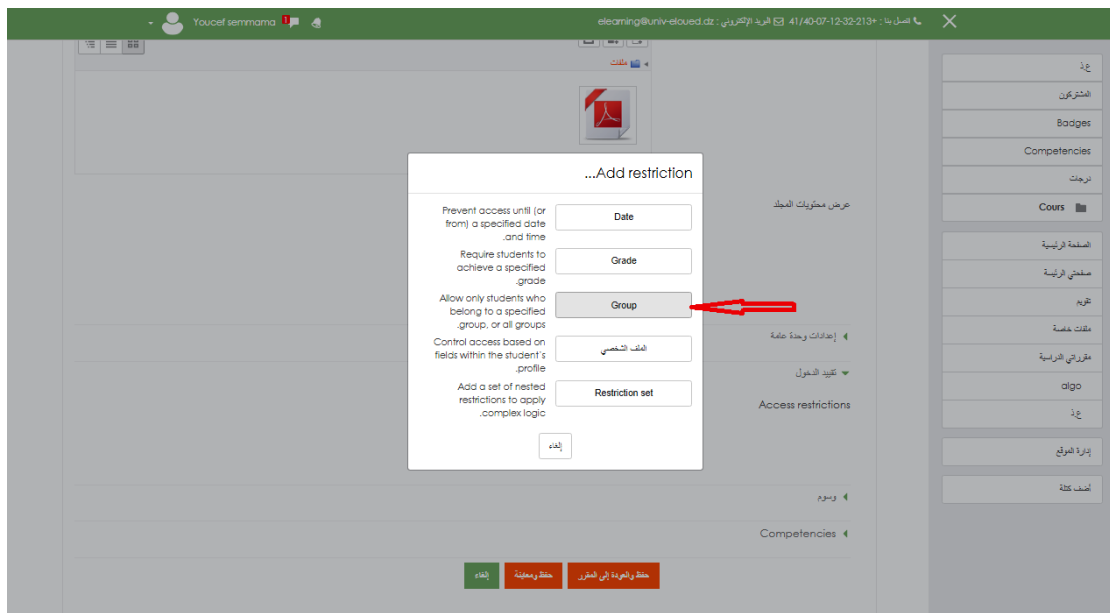 اتصل بنا : +213-32-12-07-41/40 البريد الإلكتروني : elearning@univ-eloued.dz
Youcef semmama
1
ملفات
ع.ذ
المشتركون
Badges
Competencies
درجات
Cours
الصفحة الرئيسية
صفحتي الرئيسة
تقويم
ملفات خاصة
مقرراتي الدراسية
algo
ع.ذ
إدارة الموقع
أضف كتلة
عرض محتويات المجلد
إعدادات وحدة عامة
تقييد الدخول
Access restrictions
وسوم
Competencies
حفظ والعودة إلى المقرر
حفظ ومعاينة
إلغاء
...Add restriction
Date
Prevent access until (or
from) a specified date
.and time
Grade
Require students to
achieve a specified
.grade
Group
Allow only students who
belong to a specified
.group, or all groups
الملف الشخصي
Control access based on
fields within the student's
.profile
Restriction set
Add a set of nested
restrictions to apply
.complex logic
إلغاء